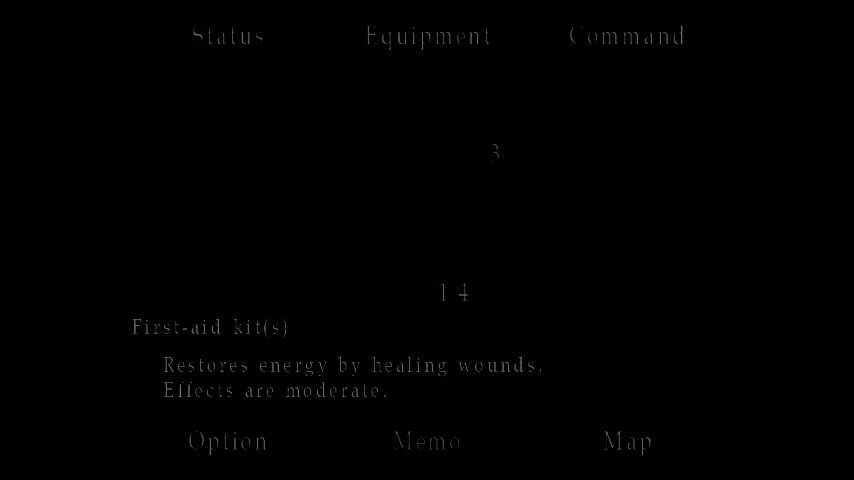 Status Equipment Command
3
14
First-aid kit(s)
Restores energy by healing wounds.
Effects are moderate.
Option Memo Map